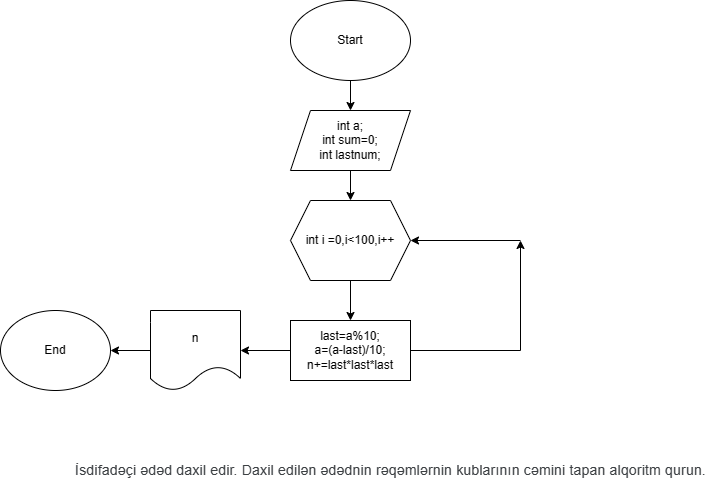 Start
int a;
int sum=0;
int lastnum;
int i =0,i<100,i++
last=a%10;
a=(a-last)/10;
n+=last*last*last
n
End
İsdifadəçi ədəd daxil edir. Daxil edilən ədədnin rəqəmlərnin kublarının cəmini tapan alqoritm qurun.